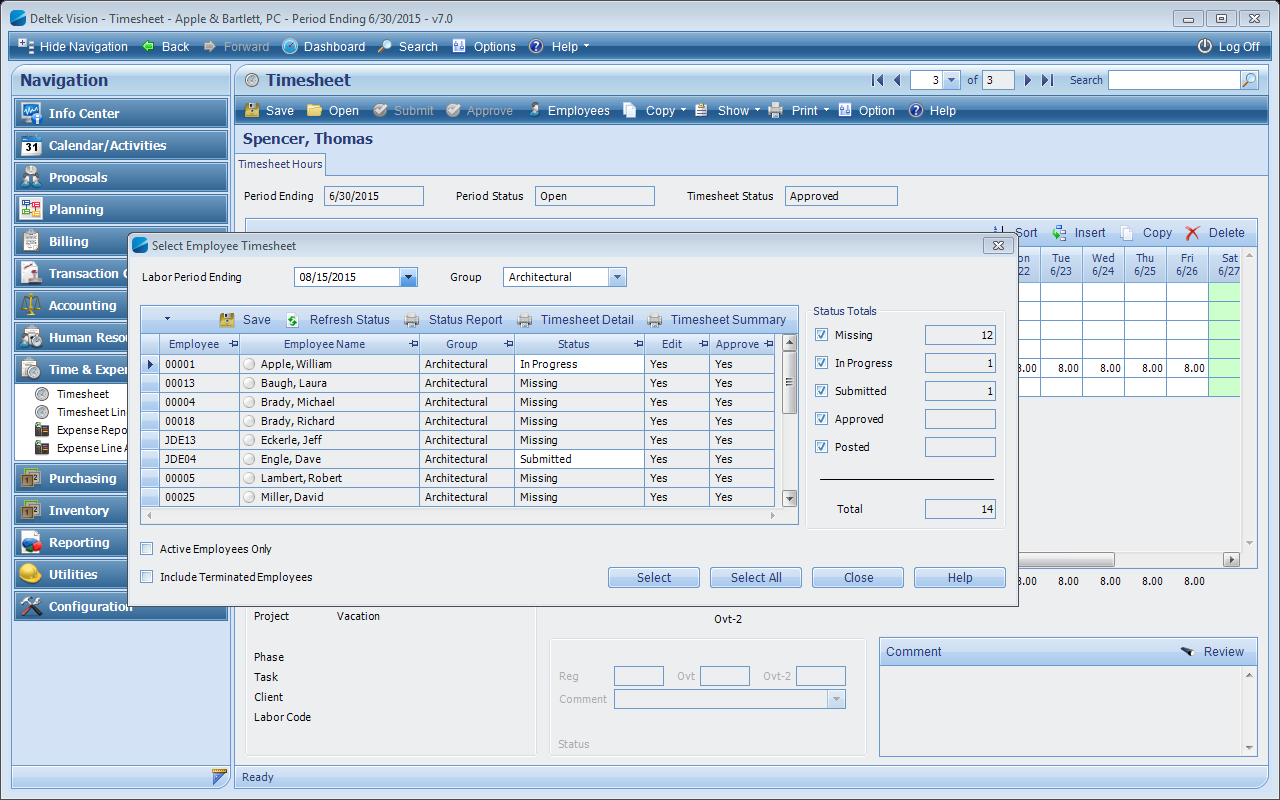 Deltek Vision - Timesheet - Apple & Bartlett, PC - Period Ending 6/30/2015 - v7.0
Hide Navigation Back Forward Dashboard Search Options Help Log Off
Navigation
Info Center
31 Calendar/Activities
Proposals
Planning
Billing
Transaction
Accounting
Human Reso
Time & Expe
Timesheet
Timesheet Lin
Expense Repo
Expense Line A
Purchasing
Inventory
Reporting
Utilities
Configuration
Timesheet 3 of 3 Search
Save Open Submit Approve Employees Copy Show Print Option Help
Spencer, Thomas
Timesheet Hours
Period Ending 6/30/2015 Period Status Open Timesheet Status Approved
Sort Insert Copy Delete
on Tue Wed Thu Fri Sat
22 6/23 6/24 6/25 6/26 6/27
8.00 8.00 8.00 8.00 8.00
Select Employee Timesheet
Labor Period Ending 08/15/2015 Group Architectural
Save Refresh Status Status Report Timesheet Detail Timesheet Summary
Employee Employee Name Group Status Edit Approve
00001 Apple, William Architectural In Progress Yes Yes
00013 Baugh, Laura Architectural Missing Yes Yes
00004 Brady, Michael Architectural Missing Yes Yes
00018 Brady, Richard Architectural Missing Yes Yes
JDE13 Eckerle, Jeff Architectural Missing Yes Yes
JDE04 Engle, Dave Architectural Submitted Yes Yes
00005 Lambert, Robert Architectural Missing Yes Yes
00025 Miller, David Architectural Missing Yes Yes
Status Totals
Missing 12
In Progress 1
Submitted 1
Approved
Posted
Total 14
Active Employees Only
Include Terminated Employees
Select Select All Close Help
8.00 8.00 8.00 8.00 8.00
Project Vacation
Phase
Task
Client
Labor Code
Ovt-2
Reg Ovt Ovt-2
Comment
Status
Comment Review
Ready